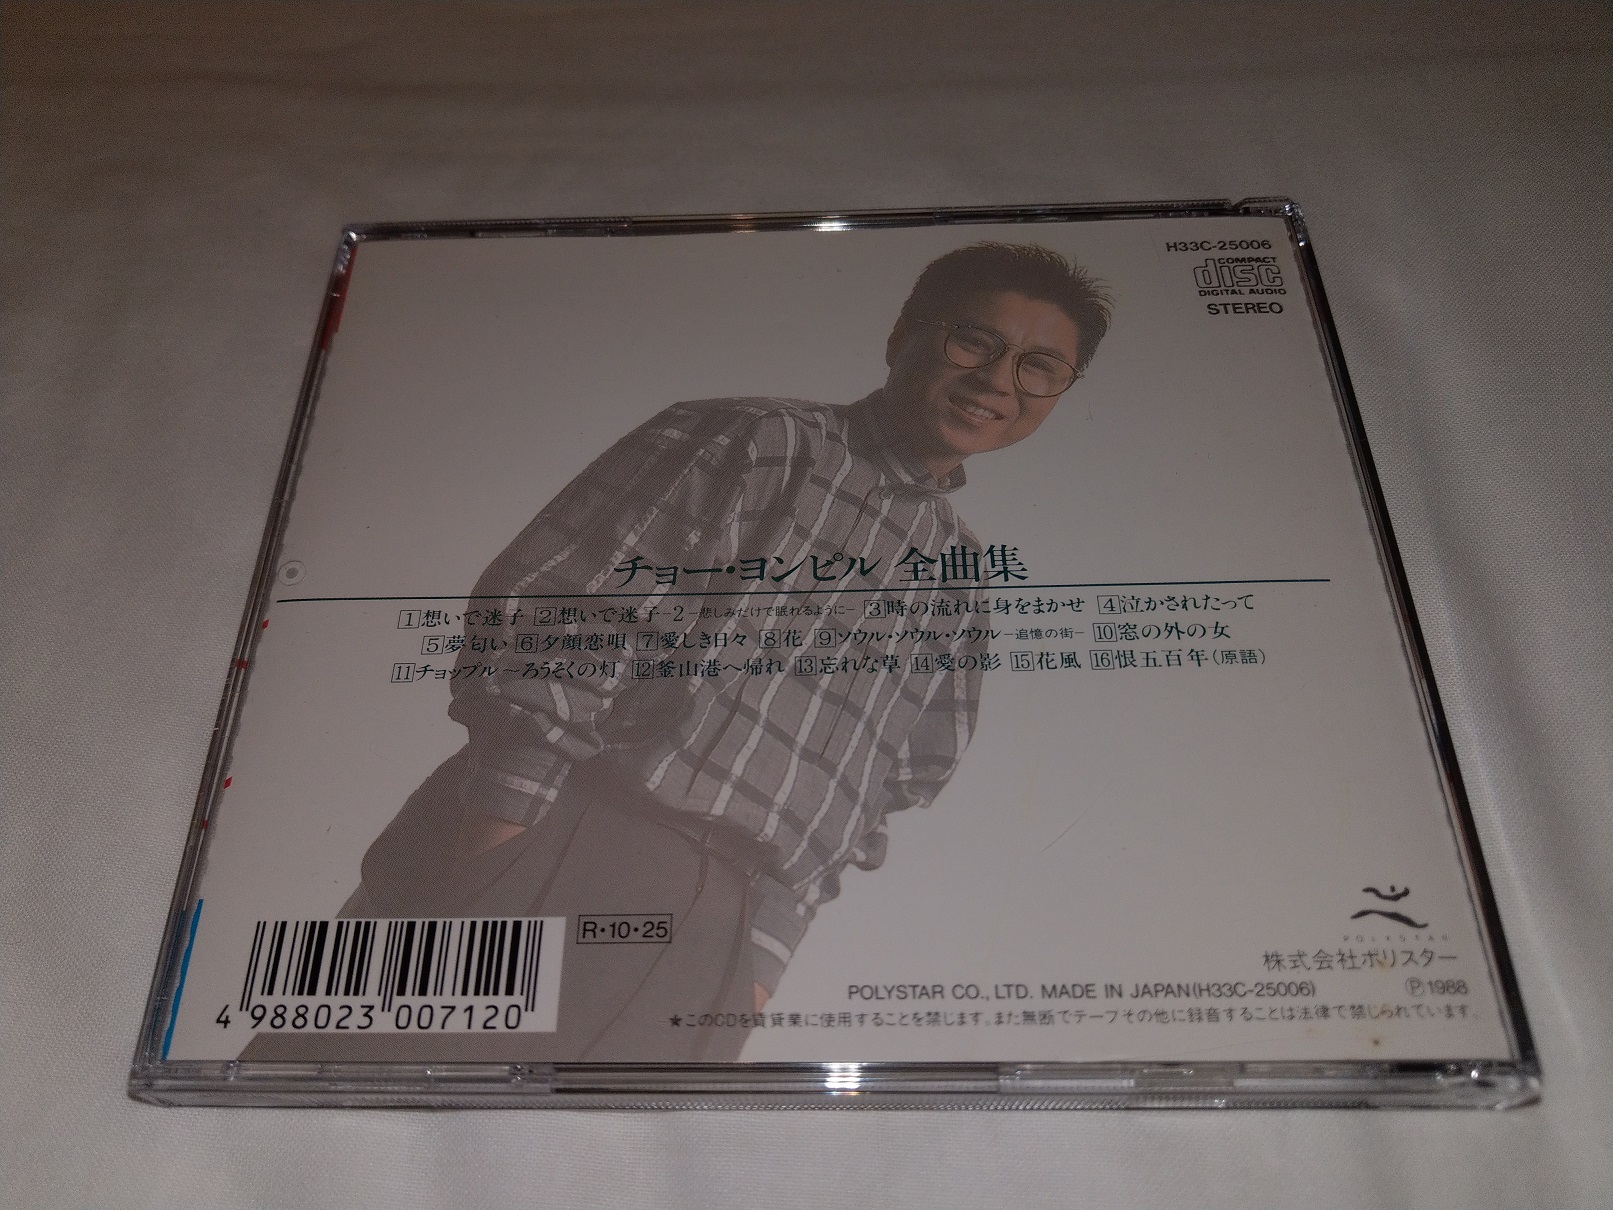 H33C-25006
COMPACT
disc
DIGITAL AUDIO
STEREO
チョー・ヨンピル 全曲集
1想いで迷子 2想いで迷子-2-悲しみだけで眠れるように- 3時の流れに身をまかせ 4泣かされたって
5夢匂い 6夕顔恋唄 7愛しき日々 8花 9ソウル・ソウル・ソウル-追憶の街- 10窓の外の女
11チョップル～ろうそくの灯 12釜山港へ帰れ 13忘れな草 14愛の影 15花風 16恨五百年(原語)
R・10・25
4 988023 007120
POLYSTAR
株式会社ポリスター
POLYSTAR CO., LTD. MADE IN JAPAN(H33C-25006) Ⓟ1988
★このCDを賃貸業に使用することを禁じます。また無断でテープその他に録音することは法律で禁じられています。